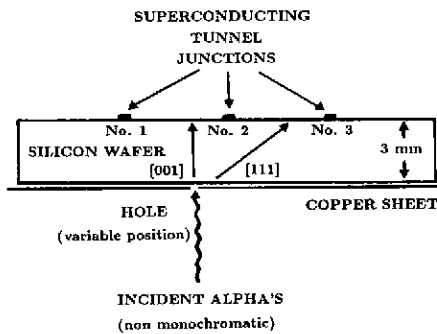 SUPERCONDUCTING
TUNNEL
JUNCTIONS
No. 1 No. 2 No. 3
SILICON WAFER
3 mm
[001] [111]
HOLE
(variable position)
COPPER SHEET
INCIDENT ALPHA'S
(non monochromatic)